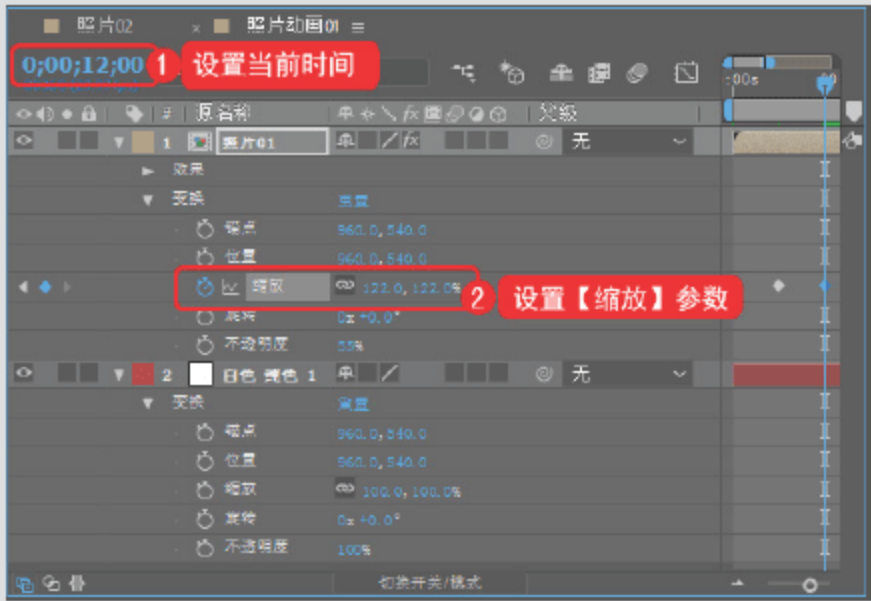 照片02 × 照片动画01
0;00;12;00 1 设置当前时间
:00s
# 源名称 fx 父级
1 照片01 fx 无
效果
变换 重置
锚点 960.0,540.0
位置 960.0,540.0
缩放 122.0,122.0% 2 设置【缩放】参数
旋转 0x+0.0°
不透明度 55%
2 白色 纯色 1 无
变换 重置
锚点 960.0,540.0
位置 960.0,540.0
缩放 100.0,100.0%
旋转 0x+0.0°
不透明度 100%
切换开关/模式